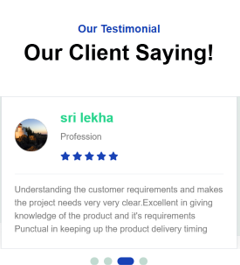 Our Testimonial
Our Client Saying!
sri lekha
Profession
Understanding the customer requirements and makes
the project needs very very clear.Excellent in giving
knowledge of the product and it's requirements
Punctual in keeping up the product delivery timing